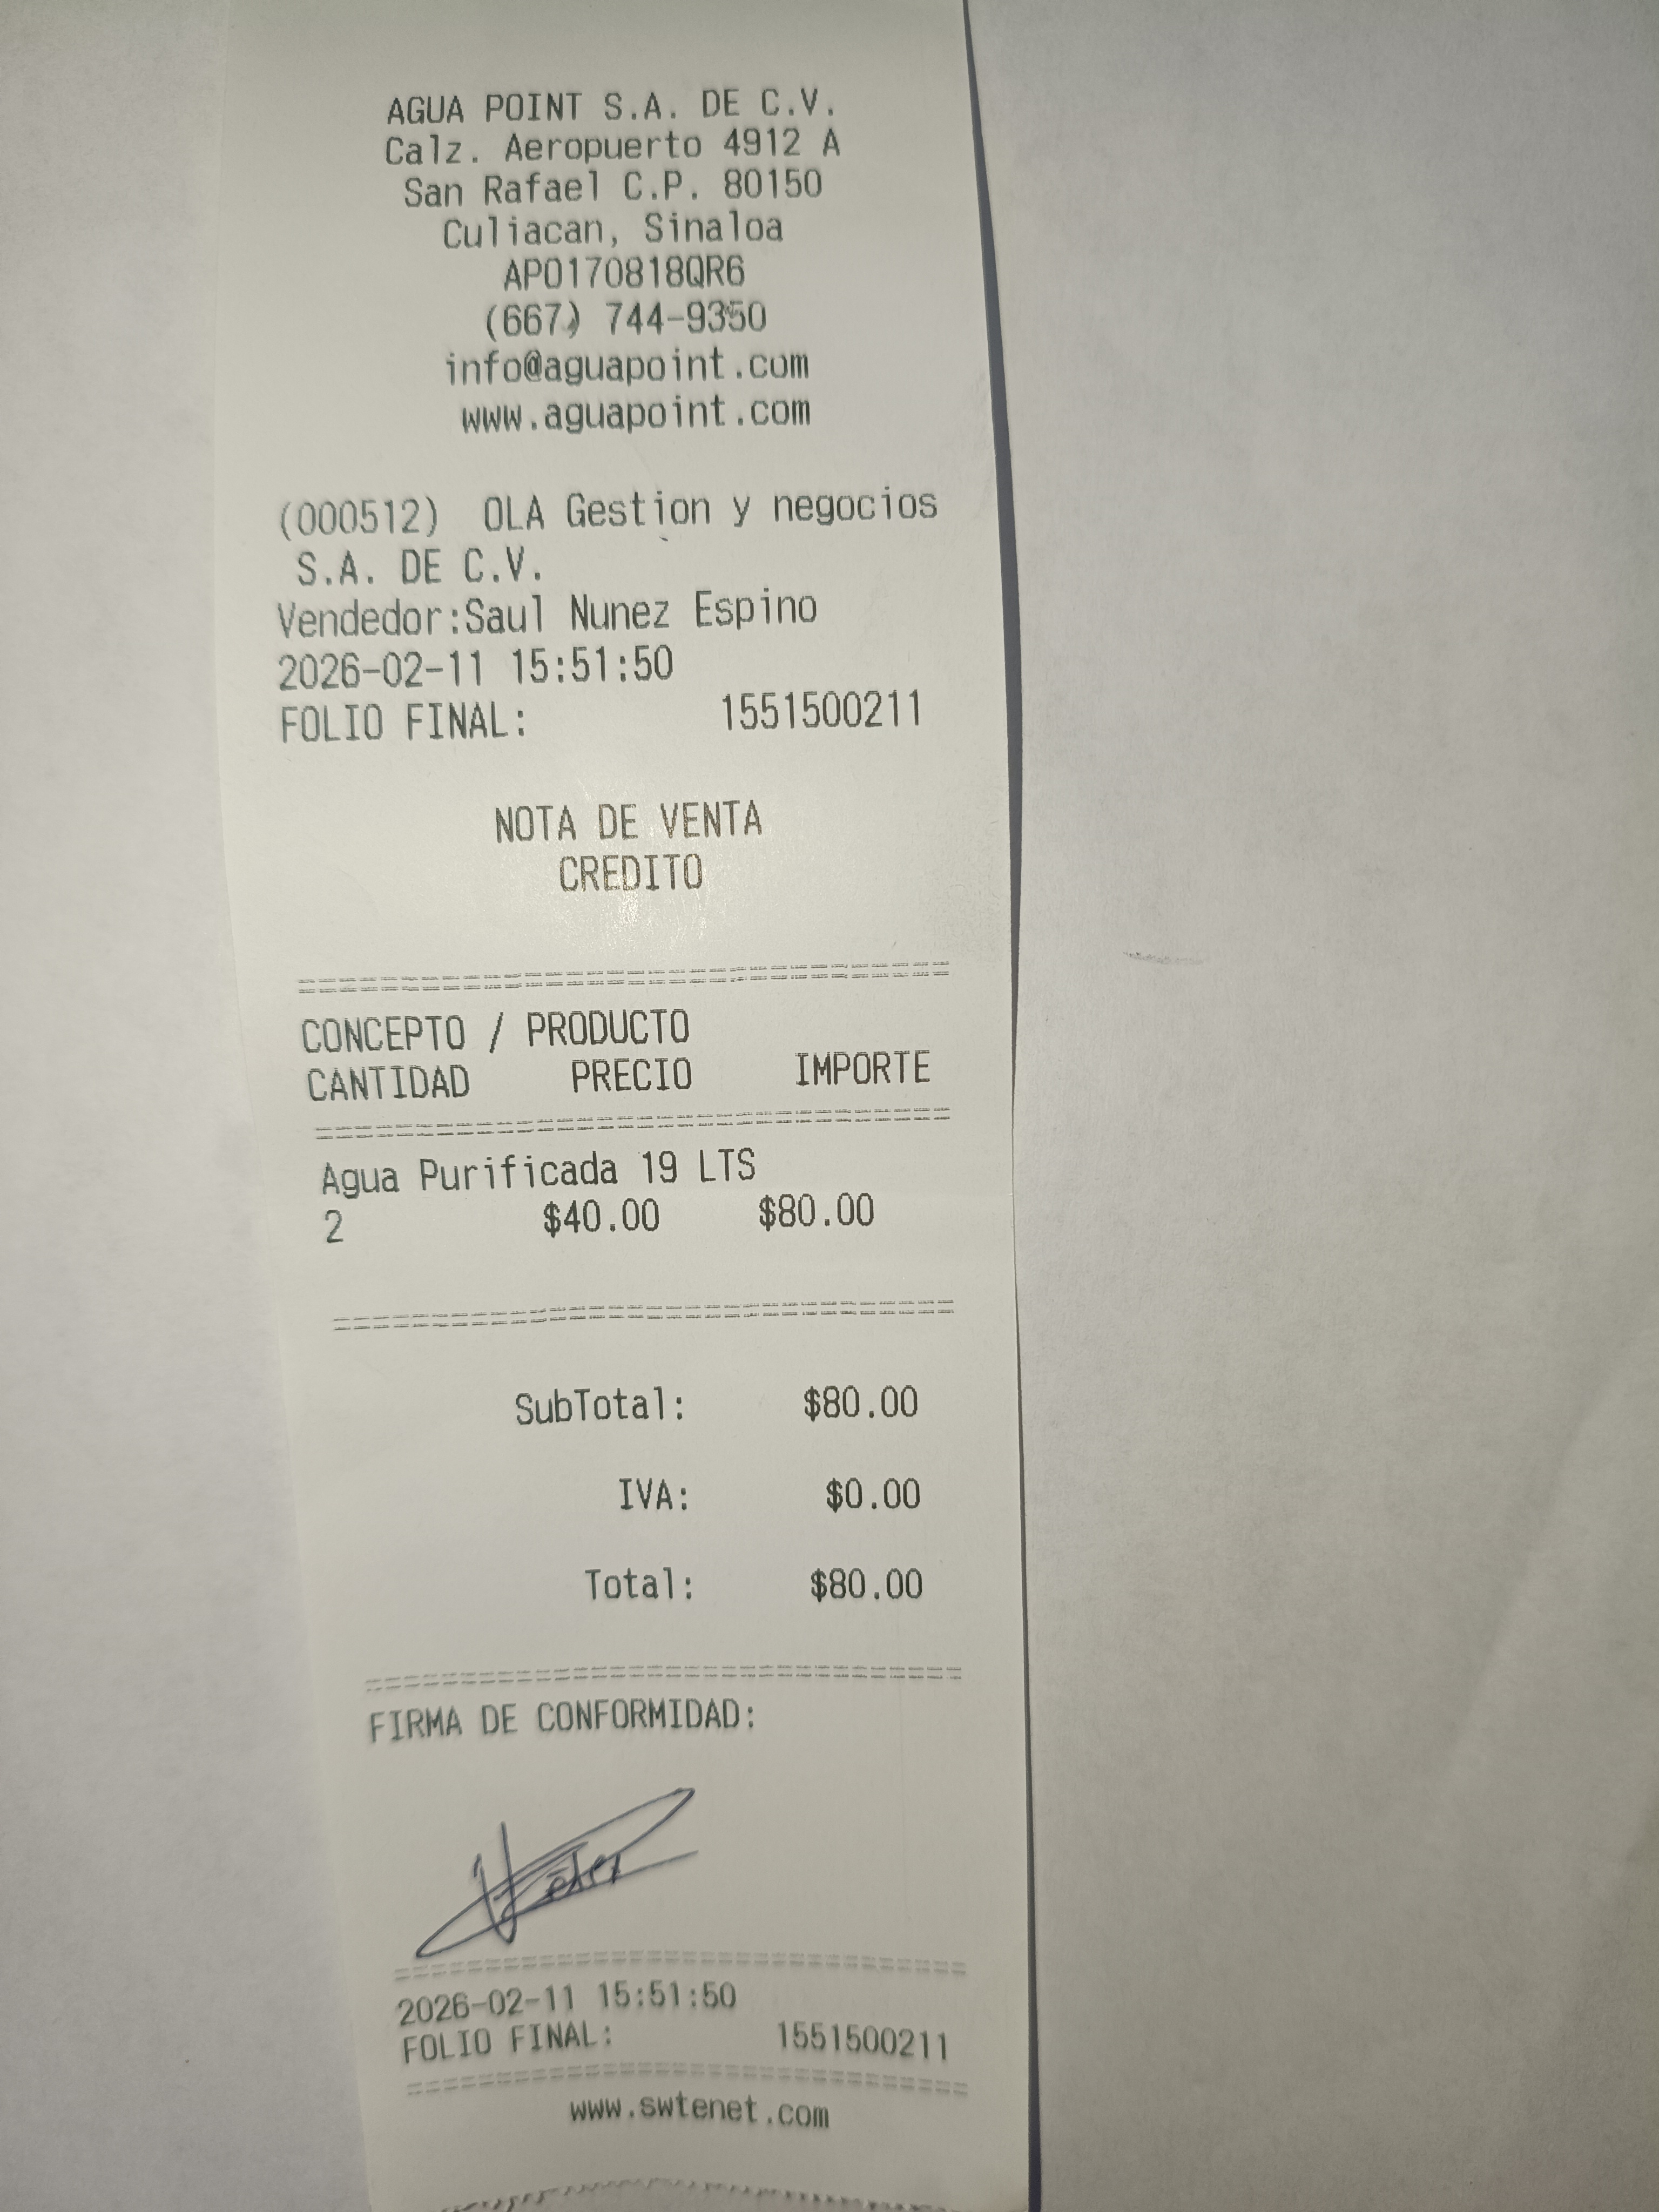 AGUA POINT S.A. DE C.V.
Calz. Aeropuerto 4912 A
San Rafael C.P. 80150
Culiacan, Sinaloa
APO170818QR6
(667) 744-9350
info@aguapoint.com
www.aguapoint.com
(000512) OLA Gestion y negocios
S.A. DE C.V.
Vendedor:Saul Nunez Espino
2026-02-11 15:51:50
FOLIO FINAL: 1551500211
NOTA DE VENTA
CREDITO
CONCEPTO / PRODUCTO
CANTIDAD PRECIO IMPORTE
Agua Purificada 19 LTS
2 $40.00 $80.00
SubTotal: $80.00
IVA: $0.00
Total: $80.00
FIRMA DE CONFORMIDAD:
2026-02-11 15:51:50
FOLIO FINAL: 1551500211
www.swtenet.com